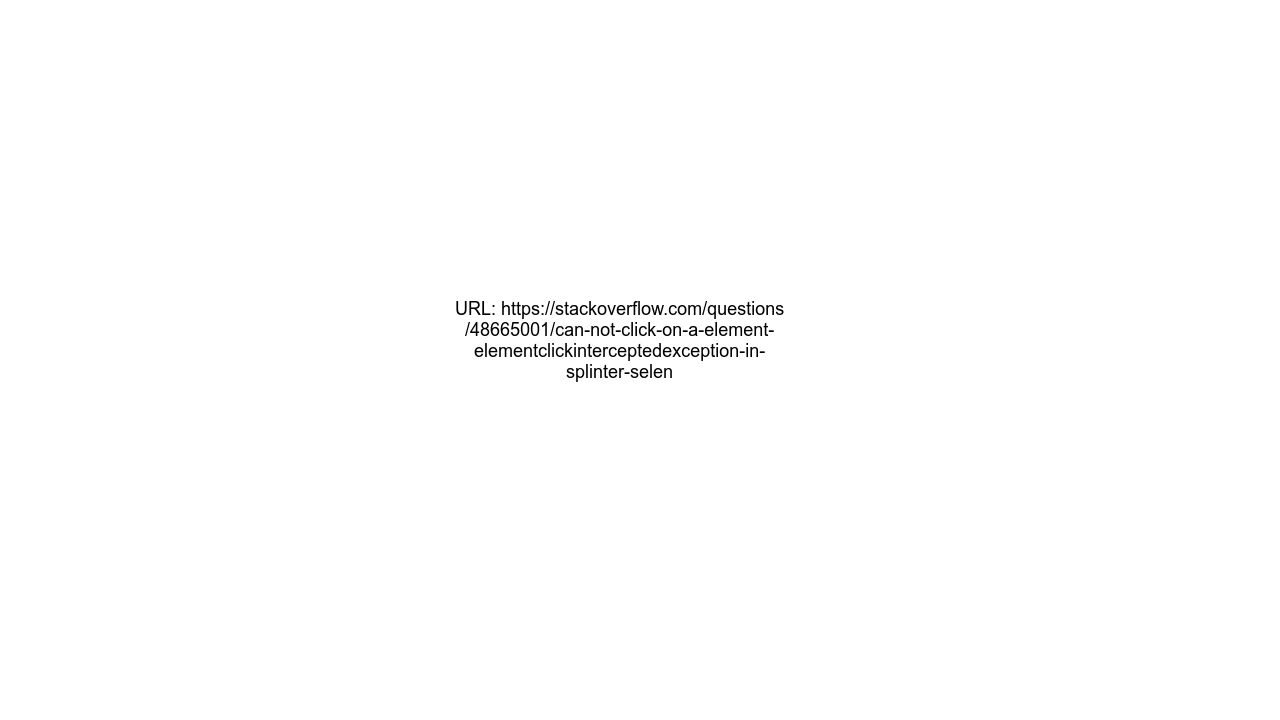 URL: https://stackoverflow.com/questions
/48665001/can-not-click-on-a-element-
elementclickinterceptedexception-in-
splinter-selen